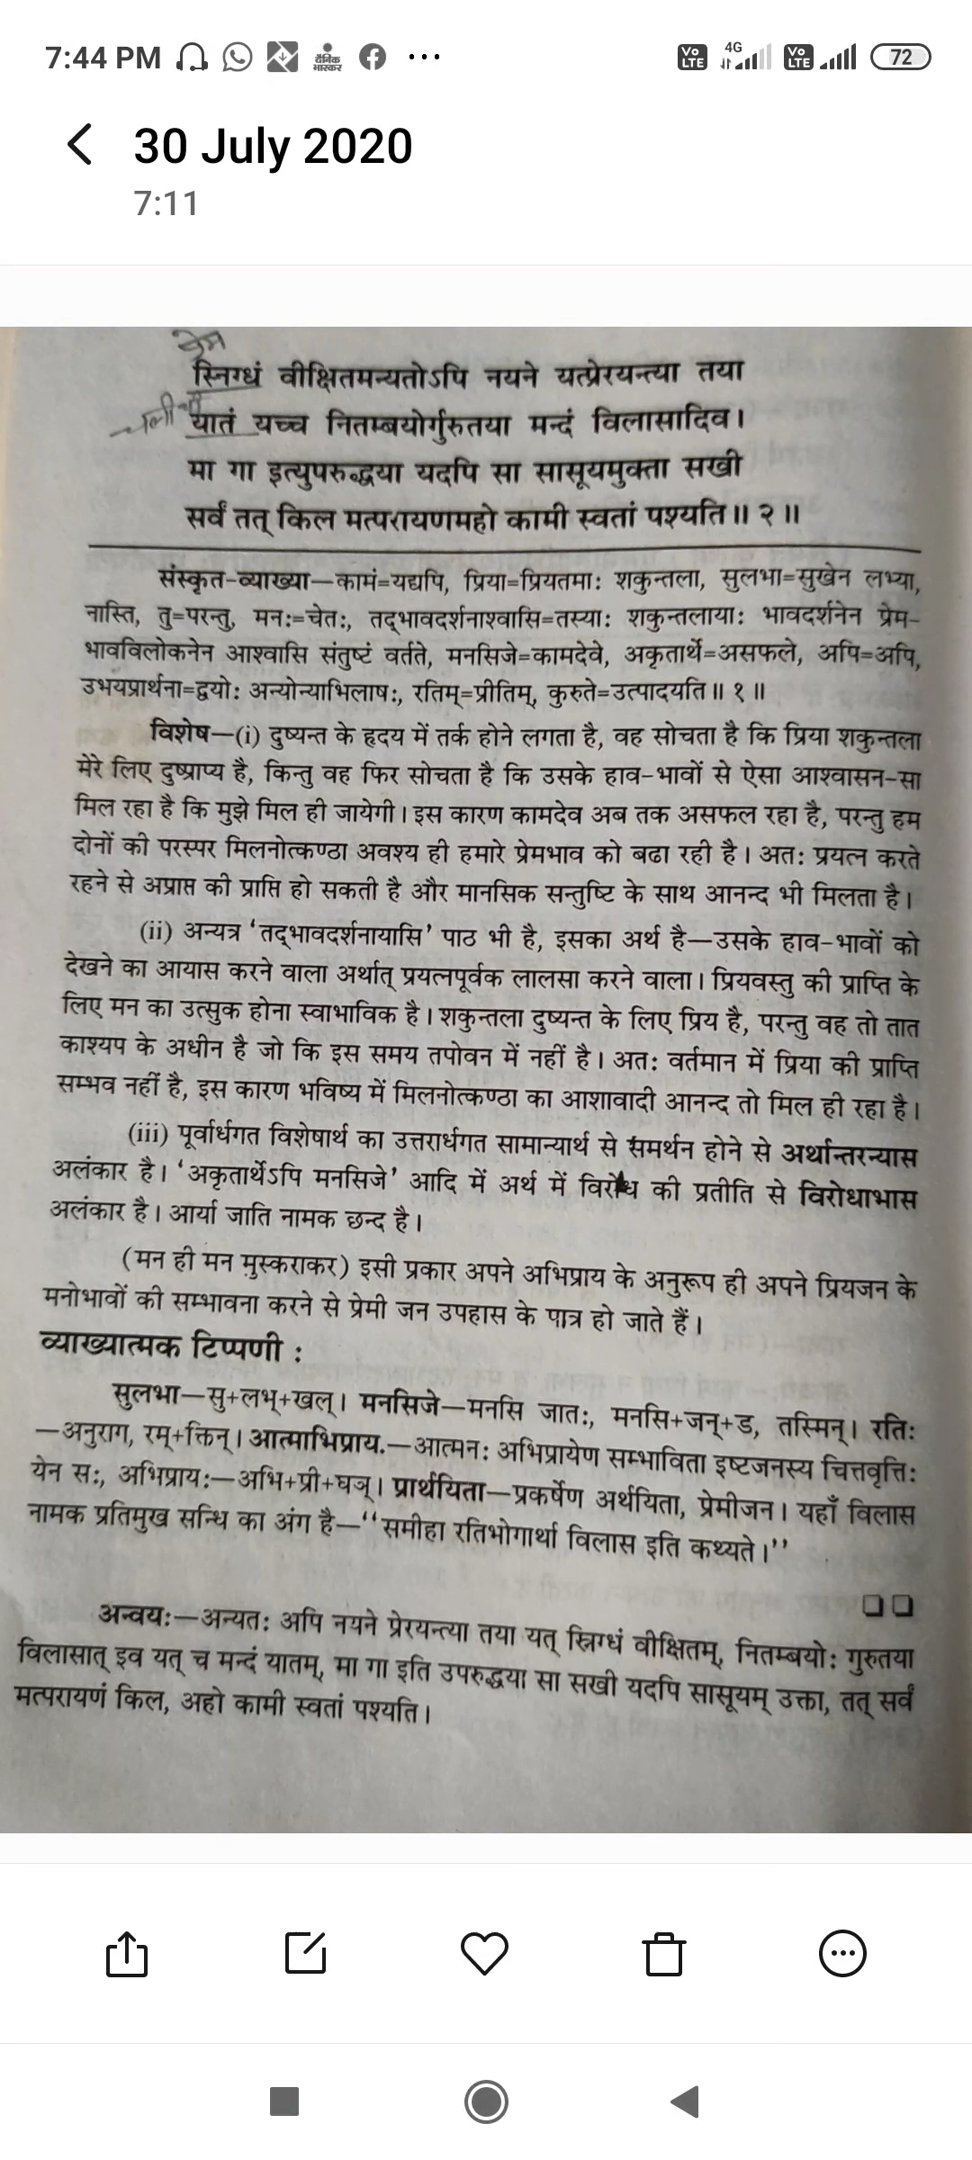 7:44 PM दैनिक भास्कर ... Vo LTE 4G Vo LTE 72
30 July 2020
7:11
प्रेम
स्निग्धं वीक्षितमन्यतोऽपि नयने यत्प्रेरयन्त्या तया
यातं यच्च नितम्बयोर्गुरुतया मन्दं विलासादिव।
मा गा इत्युपरुद्धया यदपि सा सासूयमुक्ता सखी
सर्वं तत् किल मत्परायणमहो कामी स्वतां पश्यति॥ २॥
संस्कृत-व्याख्या—कामं=यद्यपि, प्रिया=प्रियतमाः शकुन्तला, सुलभा=सुखेन लभ्या,
नास्ति, तु=परन्तु, मनः=चेतः, तद्भावदर्शनाश्वासि=तस्याः शकुन्तलायाः भावदर्शनेन प्रेम-
भावविलोकनेन आश्वासि संतुष्टं वर्तते, मनसिजे=कामदेवे, अकृतार्थे=असफले, अपि=अपि,
उभयप्रार्थना=द्वयोः अन्योन्याभिलाषः, रतिम्=प्रीतिम्, कुरुते=उत्पादयति॥ १॥
विशेष—(i) दुष्यन्त के हृदय में तर्क होने लगता है, वह सोचता है कि प्रिया शकुन्तला
मेरे लिए दुष्प्राप्य है, किन्तु वह फिर सोचता है कि उसके हाव-भावों से ऐसा आश्वासन-सा
मिल रहा है कि मुझे मिल ही जायेगी। इस कारण कामदेव अब तक असफल रहा है, परन्तु हम
दोनों की परस्पर मिलनोत्कण्ठा अवश्य ही हमारे प्रेमभाव को बढा रही है। अतः प्रयत्न करते
रहने से अप्राप्त की प्राप्ति हो सकती है और मानसिक सन्तुष्टि के साथ आनन्द भी मिलता है।
(ii) अन्यत्र ‘तद्भावदर्शनायासि’ पाठ भी है, इसका अर्थ है—उसके हाव-भावों को
देखने का आयास करने वाला अर्थात् प्रयत्नपूर्वक लालसा करने वाला। प्रियवस्तु की प्राप्ति के
लिए मन का उत्सुक होना स्वाभाविक है। शकुन्तला दुष्यन्त के लिए प्रिय है, परन्तु वह तो तात
काश्यप के अधीन है जो कि इस समय तपोवन में नहीं है। अतः वर्तमान में प्रिया की प्राप्ति
सम्भव नहीं है, इस कारण भविष्य में मिलनोत्कण्ठा का आशावादी आनन्द तो मिल ही रहा है।
(iii) पूर्वार्धगत विशेषार्थ का उत्तरार्धगत सामान्यार्थ से समर्थन होने से अर्थान्तरन्यास
अलंकार है। ‘अकृतार्थेऽपि मनसिजे’ आदि में अर्थ में विरोध की प्रतीति से विरोधाभास
अलंकार है। आर्या जाति नामक छन्द है।
(मन ही मन मुस्कराकर) इसी प्रकार अपने अभिप्राय के अनुरूप ही अपने प्रियजन के
मनोभावों की सम्भावना करने से प्रेमी जन उपहास के पात्र हो जाते हैं।
व्याख्यात्मक टिप्पणी :
सुलभा—सु+लभ्+खल्। मनसिजे—मनसि जातः, मनसि+जन्+ड, तस्मिन्। रतिः
—अनुराग, रम्+क्तिन्। आत्माभिप्राय.—आत्मनः अभिप्रायेण सम्भाविता इष्टजनस्य चित्तवृत्तिः
येन सः, अभिप्रायः—अभि+प्री+घञ्। प्रार्थयिता—प्रकर्षेण अर्थयिता, प्रेमीजन। यहाँ विलास
नामक प्रतिमुख सन्धि का अंग है—‘‘समीहा रतिभोगार्था विलास इति कथ्यते।’’
अन्वयः—अन्यतः अपि नयने प्रेरयन्त्या तया यत् स्निग्धं वीक्षितम्, नितम्बयोः गुरुतया
विलासात् इव यत् च मन्दं यातम्, मा गा इति उपरुद्धया सा सखी यदपि सासूयम् उक्ता, तत् सर्वं
मत्परायणं किल, अहो कामी स्वतां पश्यति।